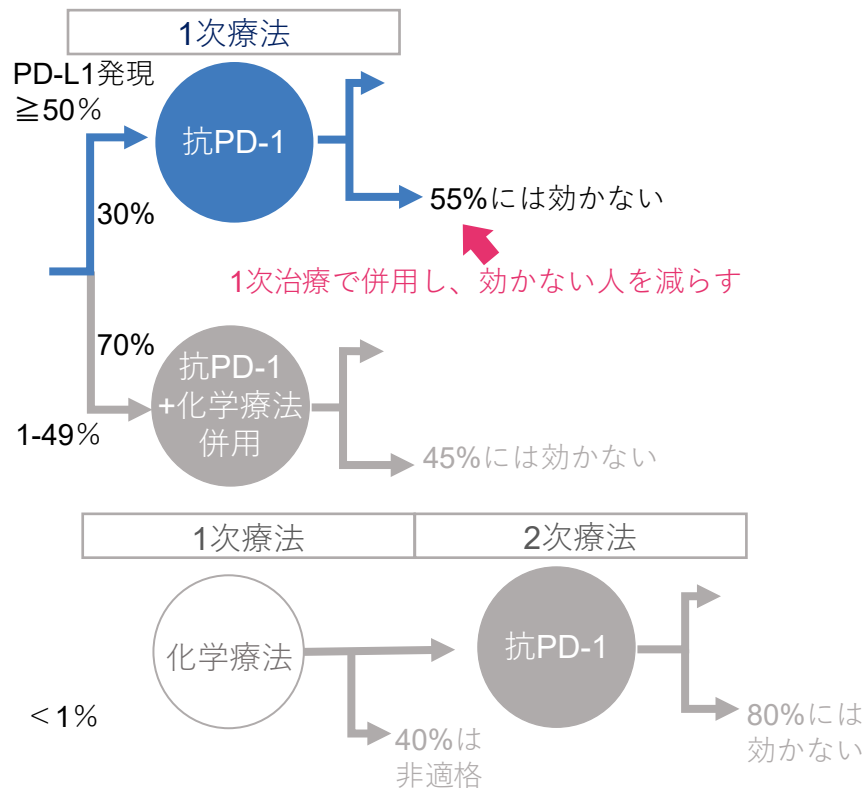 1次療法
PD-L1発現
≧50%
抗PD-1
30%
55%には効かない
1次治療で併用し、効かない人を減らす
70%
抗PD-1
+化学療法
併用
1-49%
45%には効かない
1次療法
2次療法
化学療法
抗PD-1
＜1%
40%は
非適格
80%には
効かない